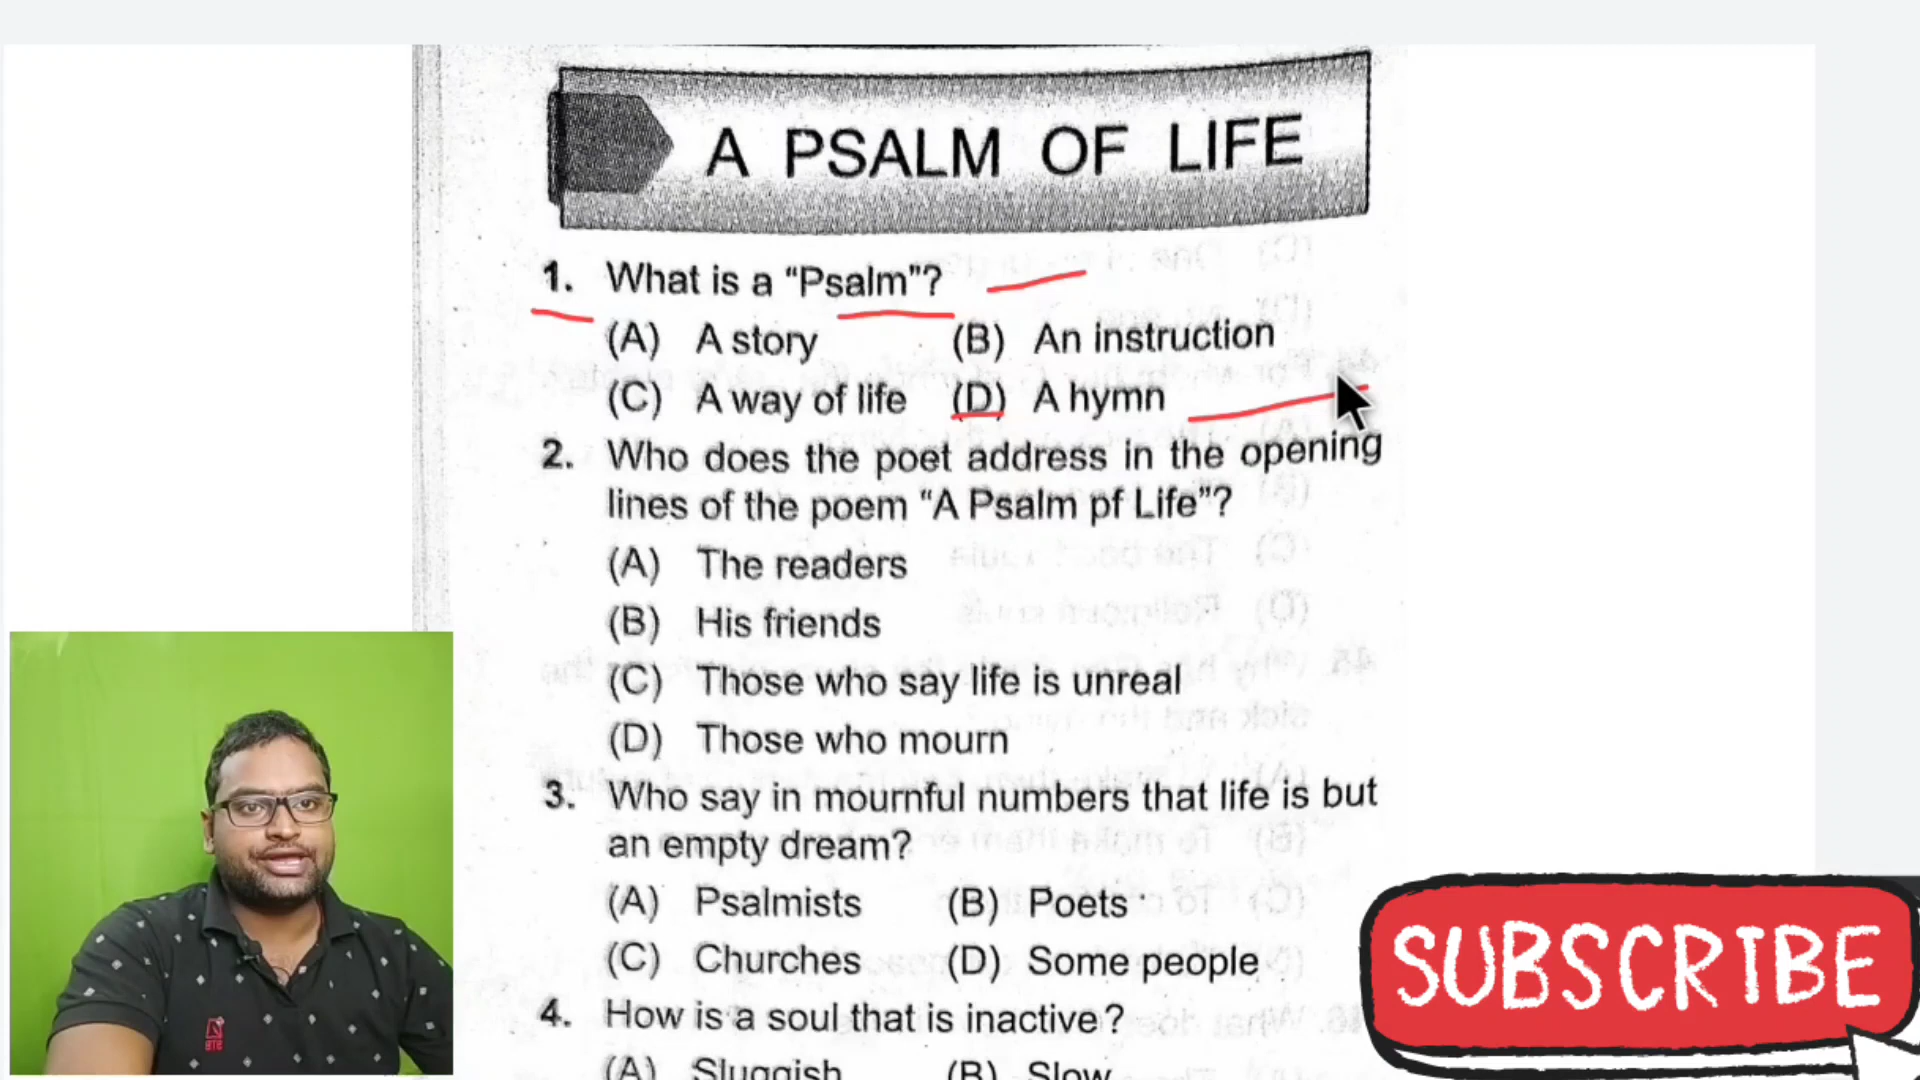 A PSALM OF LIFE
1. What is a “Psalm”?
(A) A story (B) An instruction
(C) A way of life (D) A hymn
2. Who does the poet address in the opening
lines of the poem “A Psalm pf Life”?
(A) The readers
(B) His friends
(C) Those who say life is unreal
(D) Those who mourn
3. Who say in mournful numbers that life is but
an empty dream?
(A) Psalmists (B) Poets
(C) Churches (D) Some people
4. How is a soul that is inactive?
(A) Sluggish (B) Slow
SUBSCRIBE